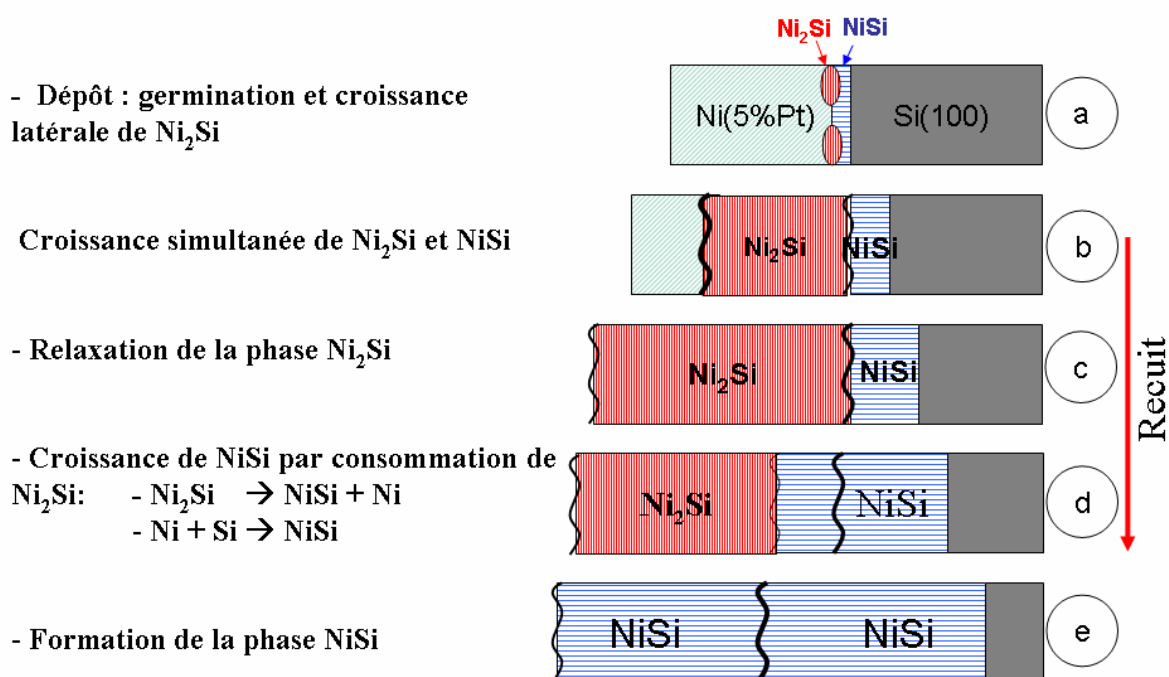 Ni₂Si NiSi
- Dépôt : germination et croissance
latérale de Ni₂Si
Ni(5%Pt) Si(100) a
Croissance simultanée de Ni₂Si et NiSi
Ni₂Si NiSi b
- Relaxation de la phase Ni₂Si
Ni₂Si NiSi c
- Croissance de NiSi par consommation de
Ni₂Si: - Ni₂Si → NiSi + Ni
- Ni + Si → NiSi
Ni₂Si NiSi d
- Formation de la phase NiSi
NiSi NiSi e
Recuit